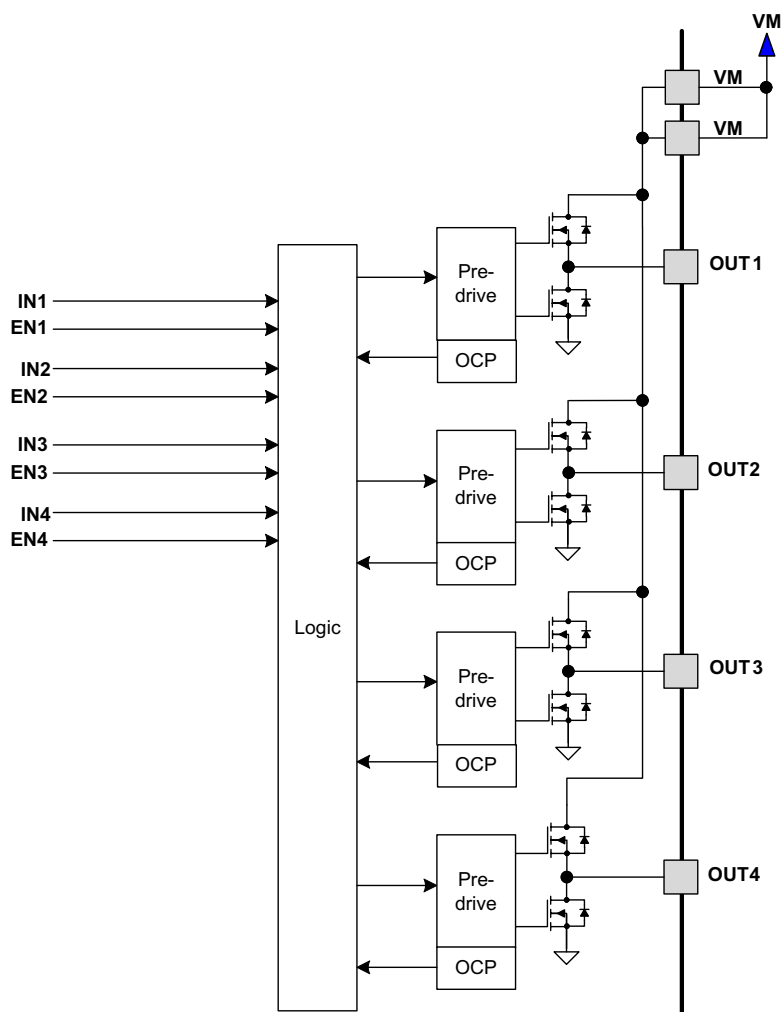 VM
VM
VM
OUT1
Pre-
drive
OCP
IN1
EN1
IN2
EN2
IN3
EN3
IN4
EN4
Logic
Pre-
drive
OCP
OUT2
Pre-
drive
OCP
OUT3
Pre-
drive
OCP
OUT4